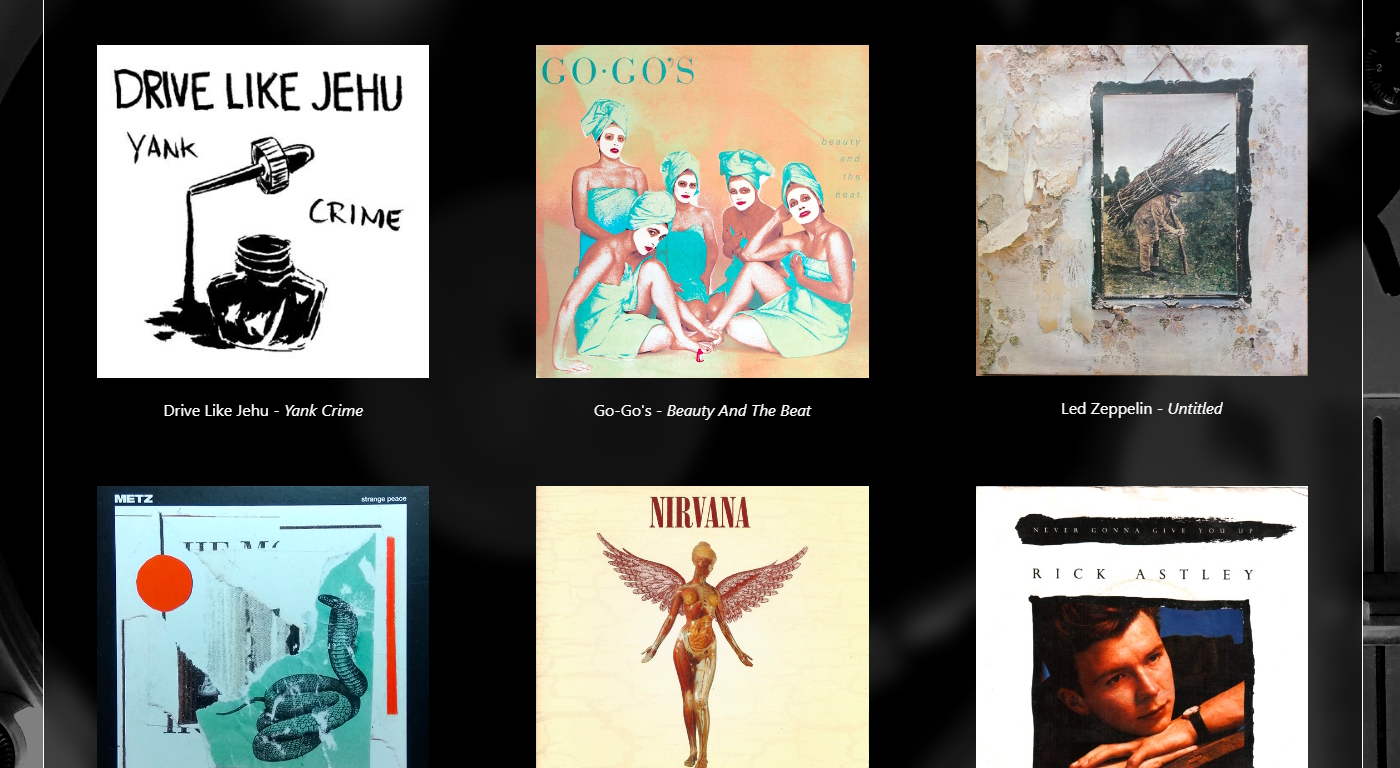 DRIVE LIKE JEHU
YANK
CRIME
GO·GO'S
beauty
and
the
beat
Drive Like Jehu - Yank Crime
Go-Go's - Beauty And The Beat
Led Zeppelin - Untitled
METZ
strange peace
NIRVANA
NEVER GONNA GIVE YOU UP
RICK ASTLEY
2